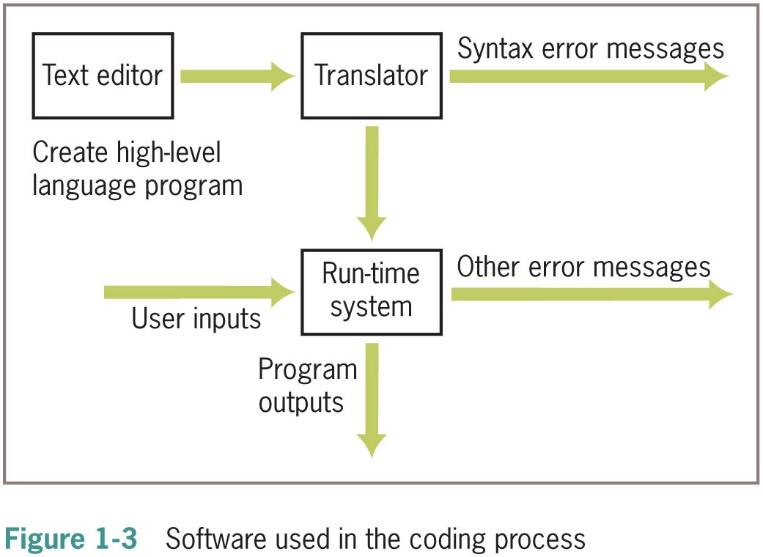 Text editor
Translator
Syntax error messages
Create high-level
language program
Run-time
system
Other error messages
User inputs
Program
outputs
Figure 1-3 Software used in the coding process